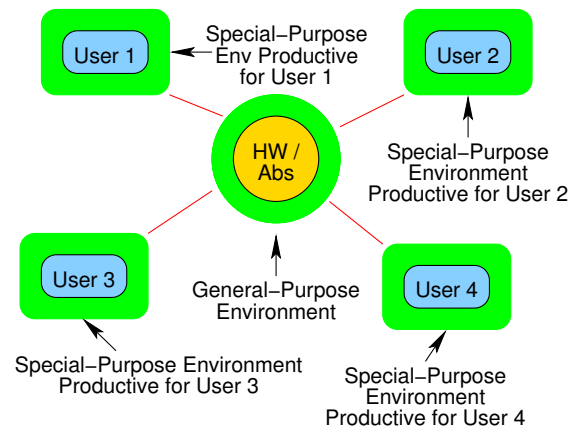 User 1
Special−Purpose
Env Productive
for User 1
User 2
HW /
Abs
Special−Purpose
Environment
Productive for User 2
User 3
General−Purpose
Environment
User 4
Special−Purpose Environment
Productive for User 3
Special−Purpose
Environment
Productive for User 4